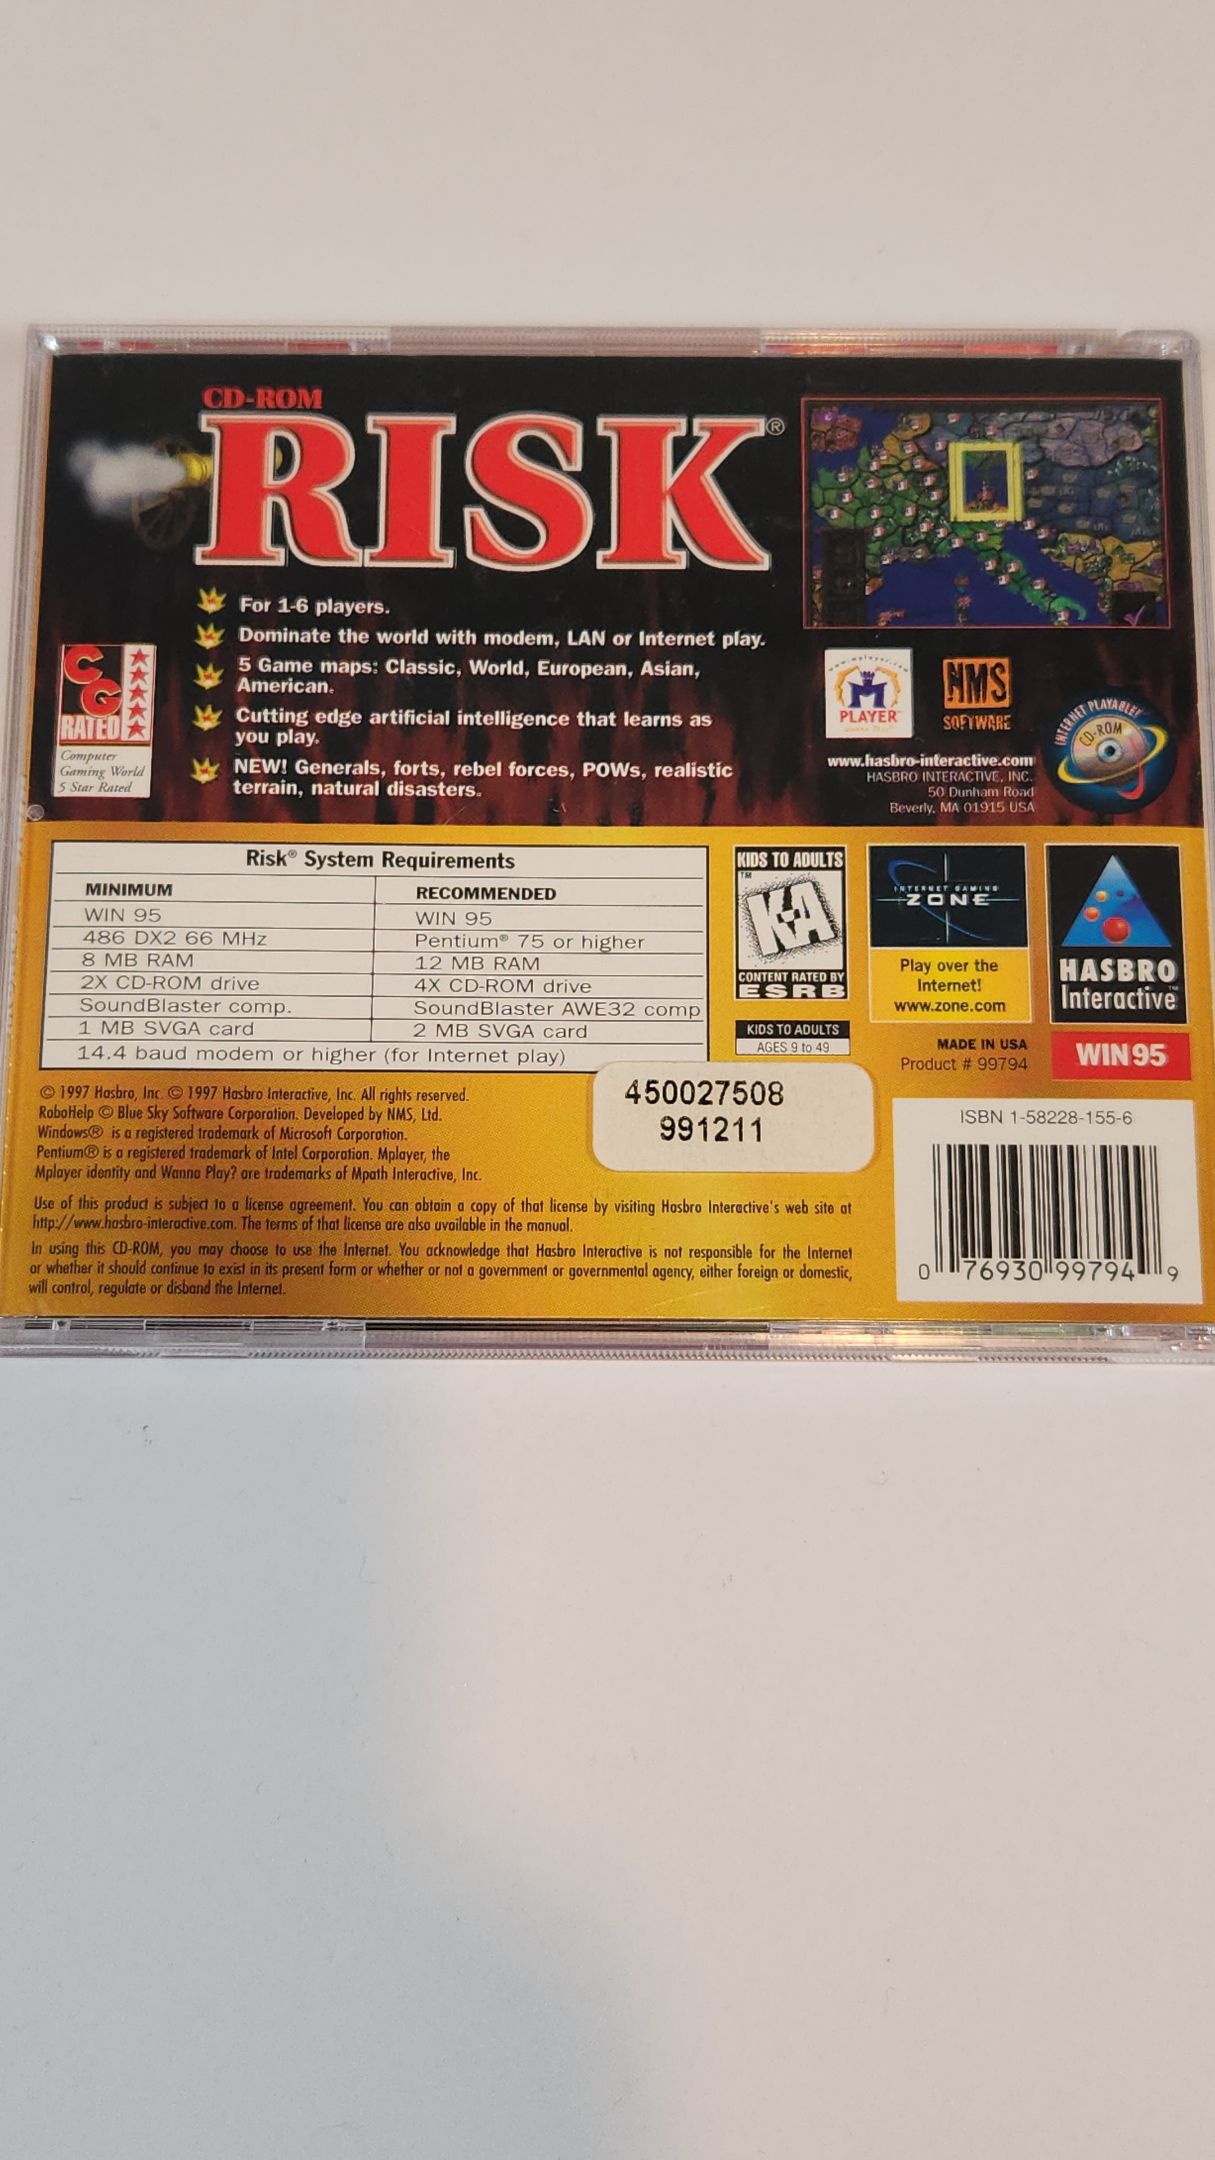 CD-ROM
RISK®
For 1-6 players.
Dominate the world with modem, LAN or Internet play.
5 Game maps: Classic, World, European, Asian,
American.
Cutting edge artificial intelligence that learns as
you play.
NEW! Generals, forts, rebel forces, POWs, realistic
terrain, natural disasters.
CG
RATED
Computer
Gaming World
5 Star Rated
www.mplayer.com
M
PLAYER™
NMS
SOFTWARE
INTERNET PLAYABLE!
CD-ROM
www.hasbro-interactive.com
HASBRO INTERACTIVE, INC.
50 Dunham Road
Beverly, MA 01915 USA
Risk® System Requirements
MINIMUM RECOMMENDED
WIN 95 WIN 95
486 DX2 66 MHz Pentium® 75 or higher
8 MB RAM 12 MB RAM
2X CD-ROM drive 4X CD-ROM drive
SoundBlaster comp. SoundBlaster AWE32 comp
1 MB SVGA card 2 MB SVGA card
14.4 baud modem or higher (for Internet play)
KIDS TO ADULTS
TM
K-A
CONTENT RATED BY
ESRB
KIDS TO ADULTS
AGES 9 to 49
INTERNET GAMING
ZONE
Play over the
Internet!
www.zone.com
HASBRO
Interactive™
MADE IN USA
Product # 99794
WIN95
© 1997 Hasbro, Inc. © 1997 Hasbro Interactive, Inc. All rights reserved.
RoboHelp © Blue Sky Software Corporation. Developed by NMS, Ltd.
Windows® is a registered trademark of Microsoft Corporation.
Pentium® is a registered trademark of Intel Corporation. Mplayer, the
Mplayer identity and Wanna Play? are trademarks of Mpath Interactive, Inc.
450027508
991211
Use of this product is subject to a license agreement. You can obtain a copy of that license by visiting Hasbro Interactive's web site at
http://www.hasbro-interactive.com. The terms of that license are also available in the manual.
In using this CD-ROM, you may choose to use the Internet. You acknowledge that Hasbro Interactive is not responsible for the Internet
or whether it should continue to exist in its present form or whether or not a government or governmental agency, either foreign or domestic,
will control, regulate or disband the Internet.
ISBN 1-58228-155-6
0 76930 99794 9